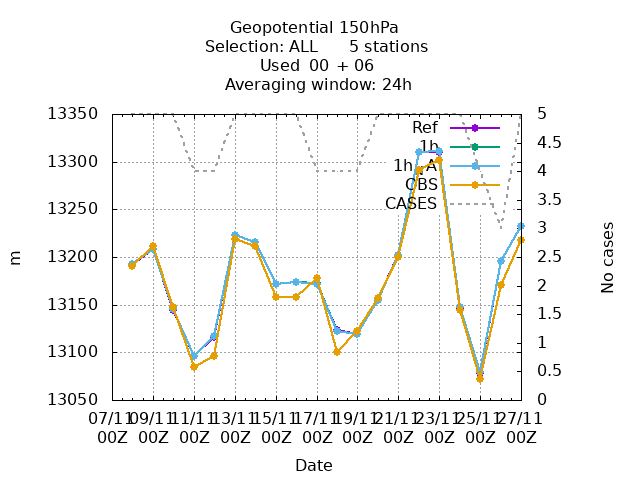 Geopotential 150hPa
Selection: ALL      5 stations
Used  00 + 06
Averaging window: 24h
13350
13300
13250
13200
13150
13100
13050
m
5
4.5
4
3.5
3
2.5
2
1.5
1
0.5
0
No cases
Ref
1h
1h_A
OBS
CASES
07/11 09/11 11/11 13/11 15/11 17/11 19/11 21/11 23/11 25/11 27/11
00Z 00Z 00Z 00Z 00Z 00Z 00Z 00Z 00Z 00Z 00Z
Date